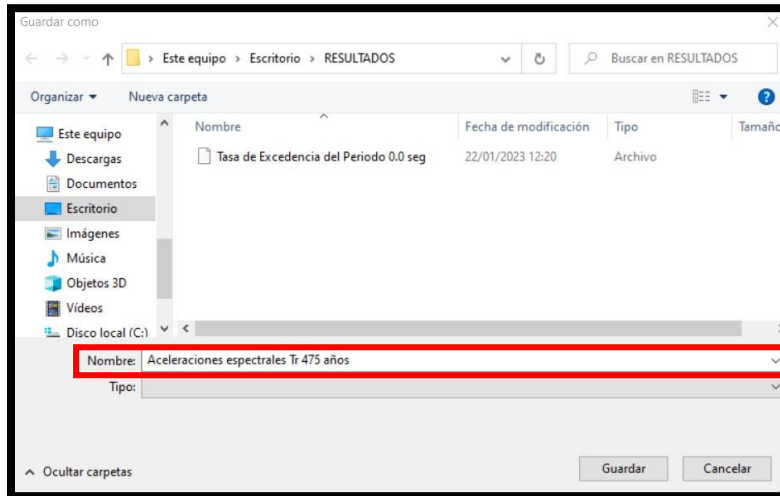 Guardar como
Este equipo > Escritorio > RESULTADOS
Buscar en RESULTADOS
Organizar
Nueva carpeta
Nombre
Fecha de modificación
Tipo
Tamaño
Este equipo
Descargas
Documentos
Escritorio
Imágenes
Música
Objetos 3D
Vídeos
Disco local (C:)
Tasa de Excedencia del Periodo 0.0 seg
22/01/2023 12:20
Archivo
Nombre: Aceleraciones espectrales Tr 475 años
Tipo:
Ocultar carpetas
Guardar
Cancelar